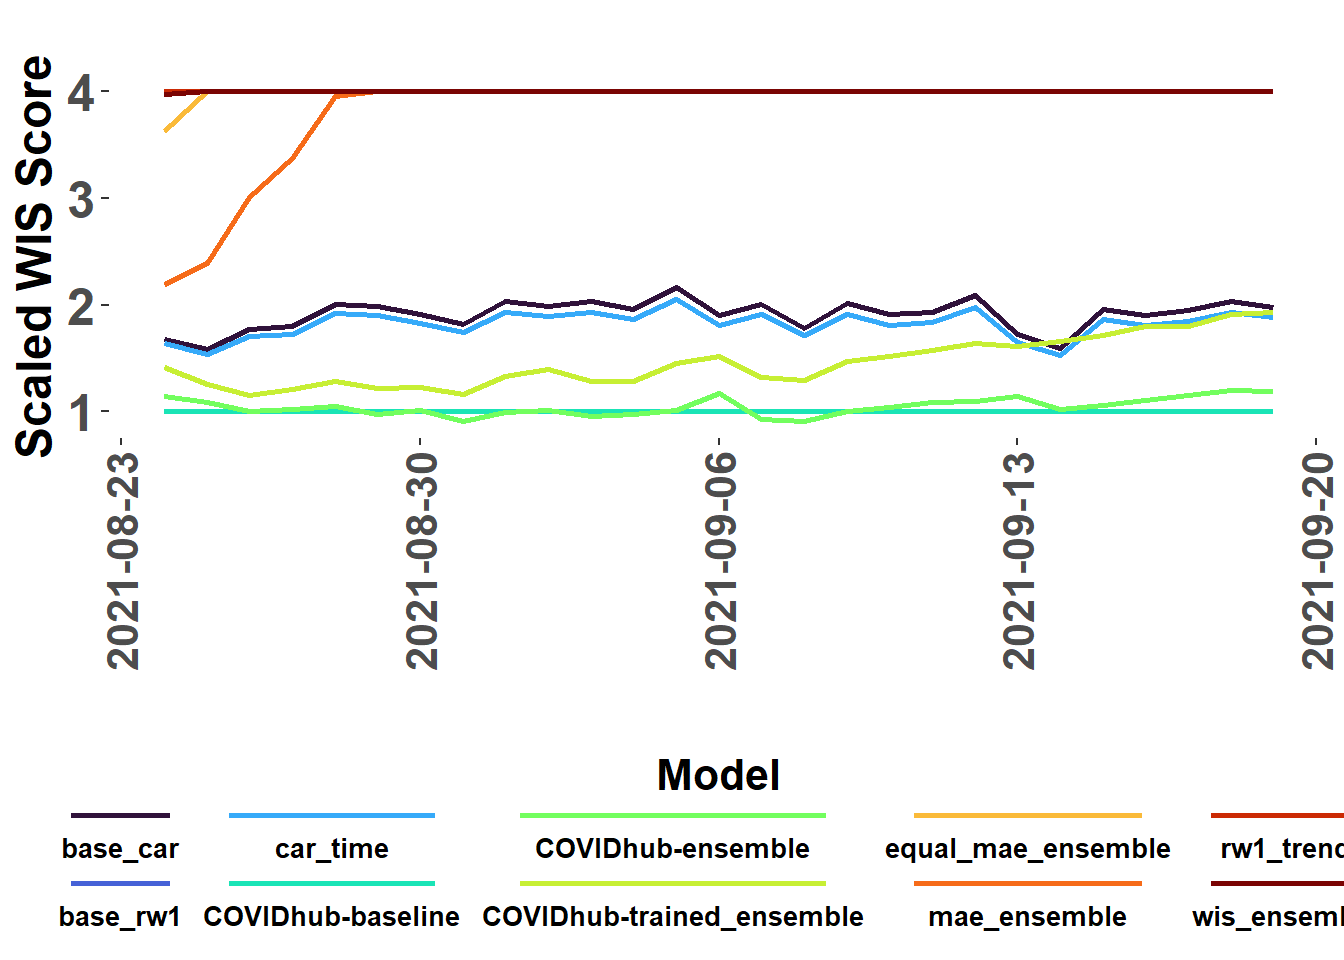 Scaled WIS Score
4
3
2
1
2021-08-23
2021-08-30
2021-09-06
2021-09-13
2021-09-20
Model
base_car car_time COVIDhub-ensemble equal_mae_ensemble rw1_trend
base_rw1 COVIDhub-baseline COVIDhub-trained_ensemble mae_ensemble